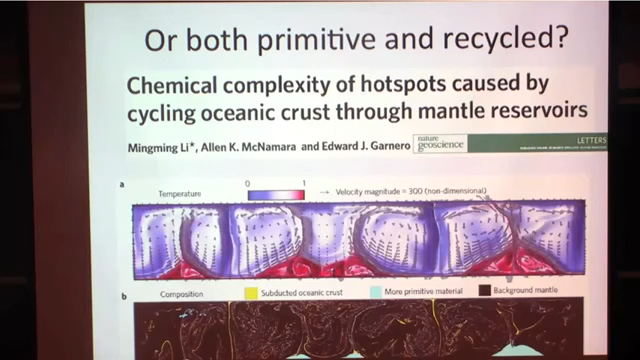 Or both primitive and recycled?
Chemical complexity of hotspots caused by
cycling oceanic crust through mantle reservoirs
Mingming Li*, Allen K. McNamara and Edward J. Garnero
nature
geoscience
LETTERS
a
Temperature
0
1
→ Velocity magnitude = 300 (non-dimensional)
b
Composition
Subducted oceanic crust
More primitive material
Background mantle